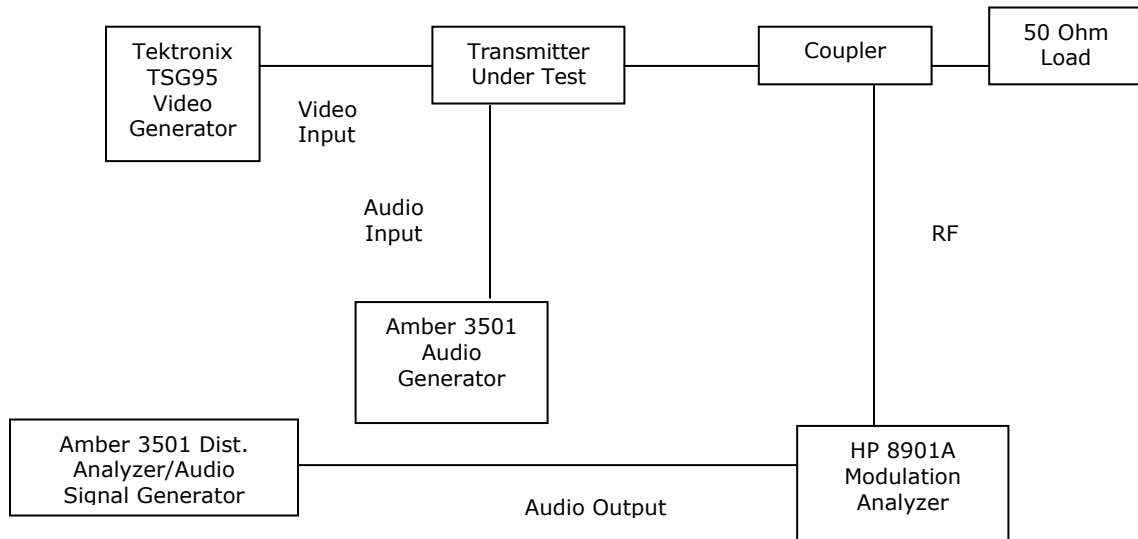 Tektronix
TSG95
Video
Generator
Video
Input
Transmitter
Under Test
Coupler
50 Ohm
Load
Audio
Input
RF
Amber 3501
Audio
Generator
Amber 3501 Dist.
Analyzer/Audio
Signal Generator
Audio Output
HP 8901A
Modulation
Analyzer